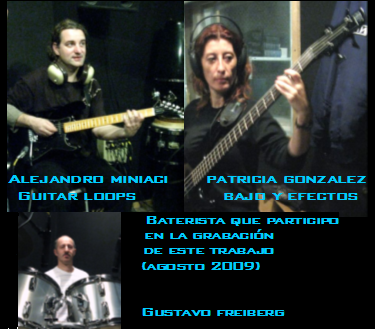 ALEJANDRO MINIACI
GUITAR LOOPS
PATRICIA GONZALEZ
BAJO Y EFECTOS
BATERISTA QUE PARTICIPO
EN LA GRABACIÓN
DE ESTE TRABAJO
(AGOSTO 2009)
GUSTAVO FREIBERG